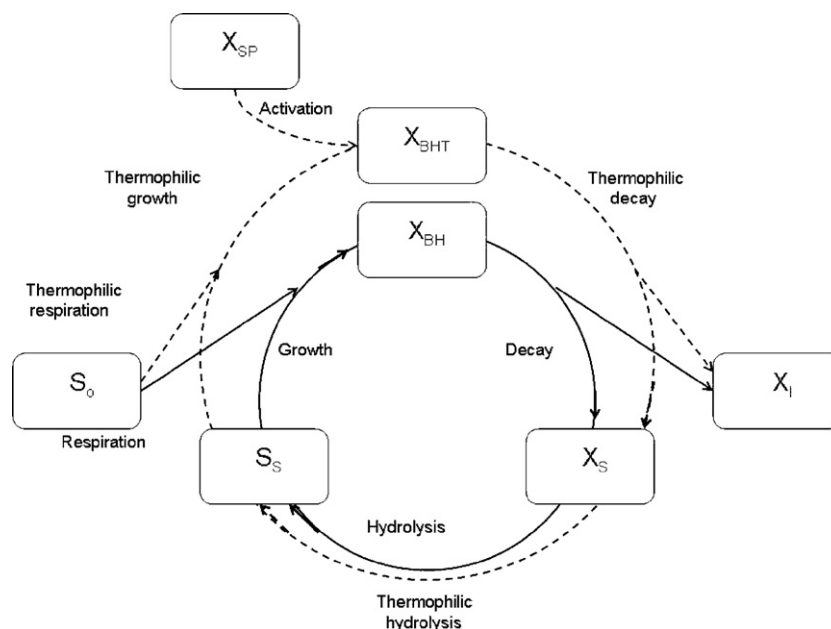 X_SP
Activation
X_BHT
Thermophilic
growth
Thermophilic
decay
X_BH
Thermophilic
respiration
Growth
Decay
S_o
X_I
Respiration
S_S
X_S
Hydrolysis
Thermophilic
hydrolysis